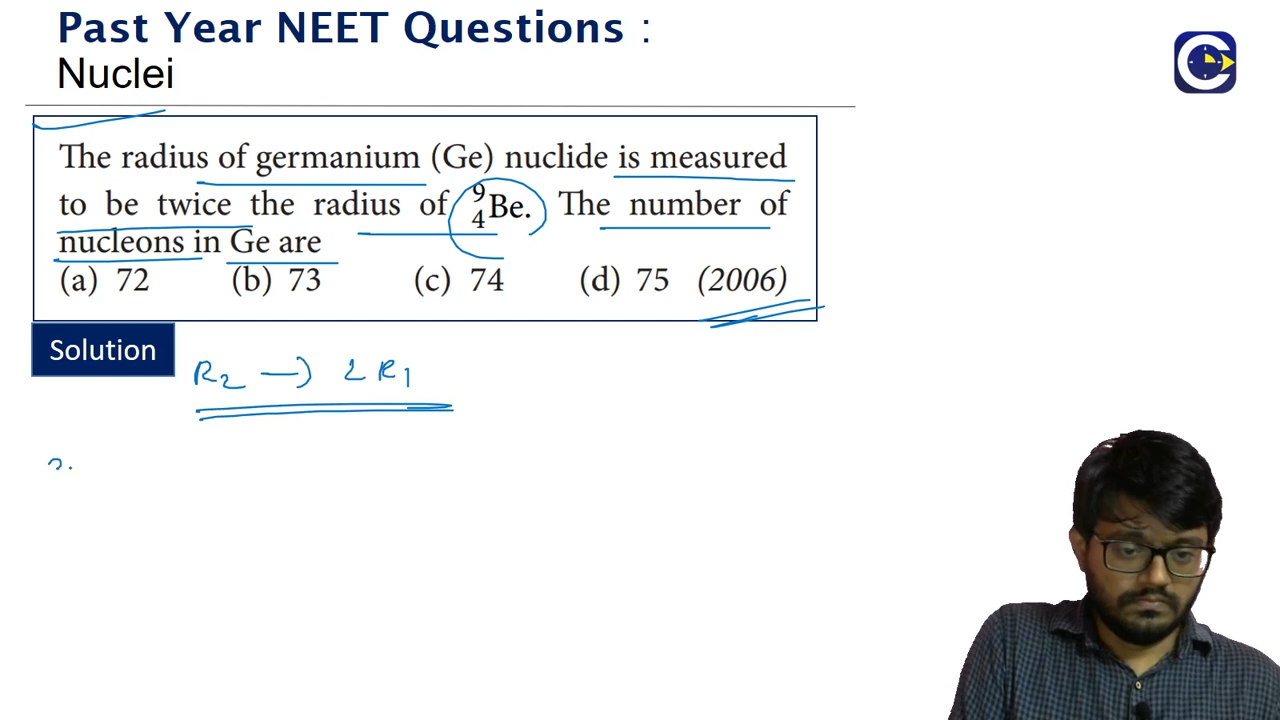 Past Year NEET Questions :
Nuclei
The radius of germanium (Ge) nuclide is measured
to be twice the radius of ⁹₄Be. The number of
nucleons in Ge are
(a) 72 (b) 73 (c) 74 (d) 75 (2006)
Solution
R₂ → 2R₁